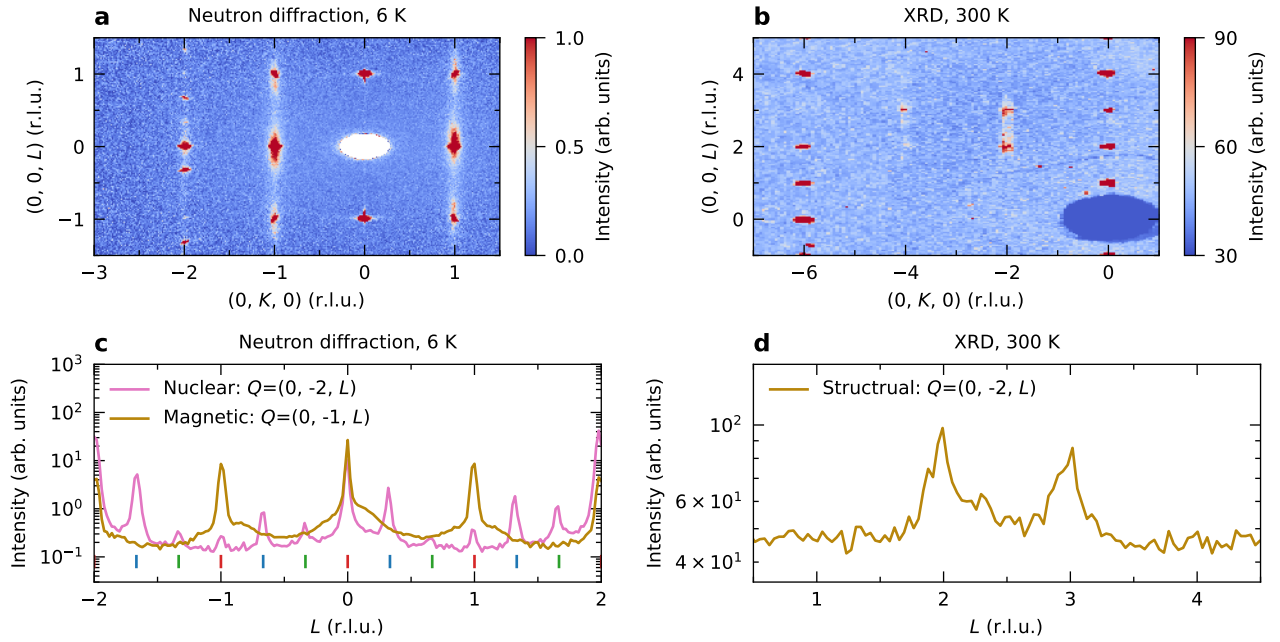 a
Neutron diffraction, 6 K
1
0
−1
(0, 0, L) (r.l.u.)
−3
−2
−1
0
1
(0, K, 0) (r.l.u.)
1.0
0.5
0.0
Intensity (arb. units)
b
XRD, 300 K
4
2
0
(0, 0, L) (r.l.u.)
−6
−4
−2
0
(0, K, 0) (r.l.u.)
90
60
30
Intensity (arb. units)
c
Neutron diffraction, 6 K
10³
10²
10¹
10⁰
10⁻¹
Intensity (arb. units)
Nuclear: Q=(0, -2, L)
Magnetic: Q=(0, -1, L)
−2
−1
0
1
2
L (r.l.u.)
d
XRD, 300 K
10²
6 × 10¹
4 × 10¹
Intensity (arb. units)
Structrual: Q=(0, -2, L)
1
2
3
4
L (r.l.u.)